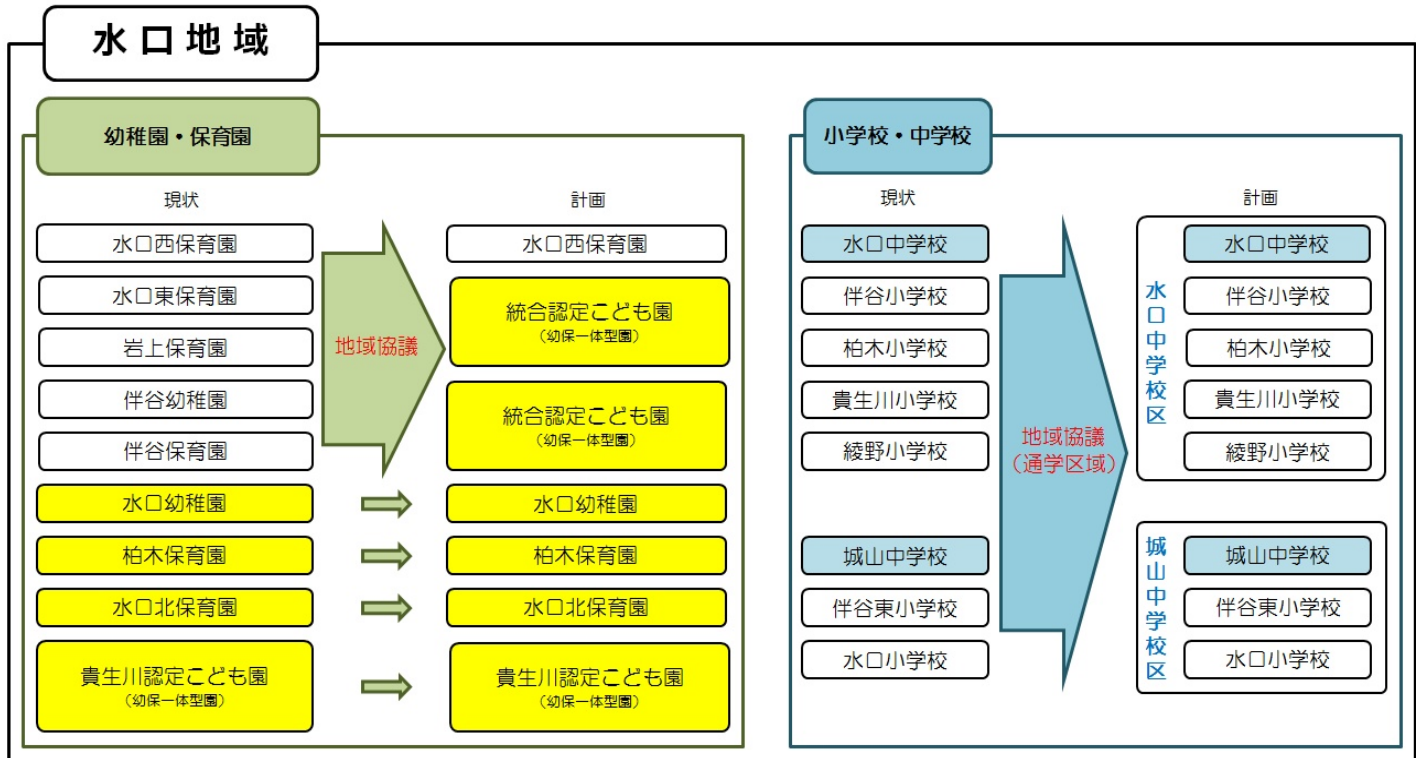 水口地域
幼稚園・保育園
現状
水口西保育園
水口東保育園
岩上保育園
伴谷幼稚園
伴谷保育園
水口幼稚園
柏木保育園
水口北保育園
貴生川認定こども園
(幼保一体型園)
地域協議
計画
水口西保育園
統合認定こども園
(幼保一体型園)
統合認定こども園
(幼保一体型園)
水口幼稚園
柏木保育園
水口北保育園
貴生川認定こども園
(幼保一体型園)
小学校・中学校
現状
水口中学校
伴谷小学校
柏木小学校
貴生川小学校
綾野小学校
城山中学校
伴谷東小学校
水口小学校
地域協議
(通学区域)
計画
水口中学校区
水口中学校
伴谷小学校
柏木小学校
貴生川小学校
綾野小学校
城山中学校区
城山中学校
伴谷東小学校
水口小学校